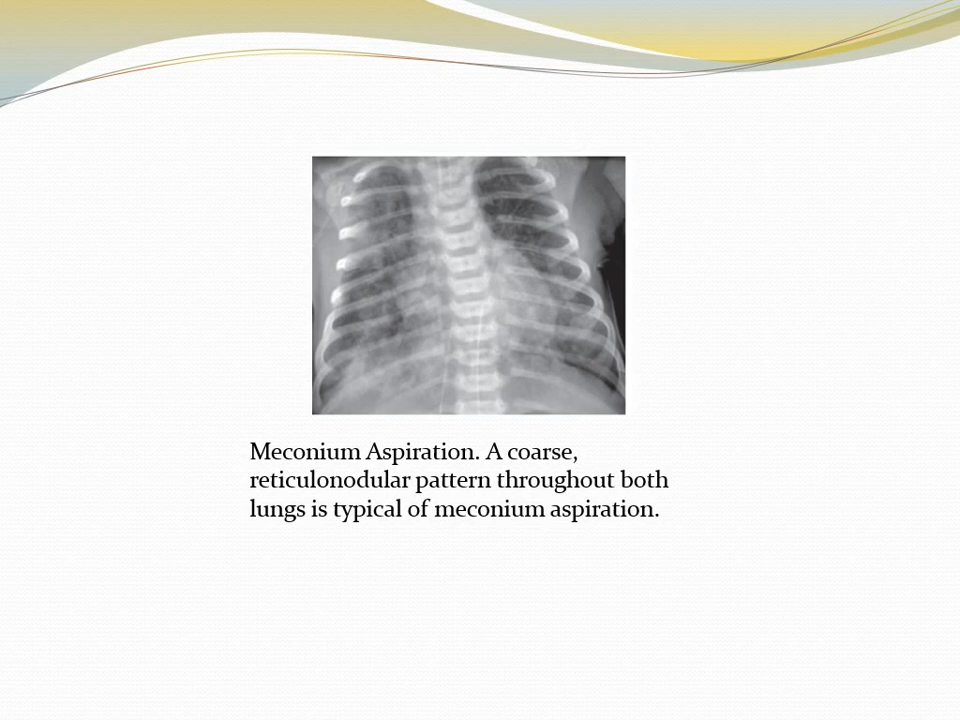 Meconium Aspiration. A coarse,
reticulonodular pattern throughout both
lungs is typical of meconium aspiration.